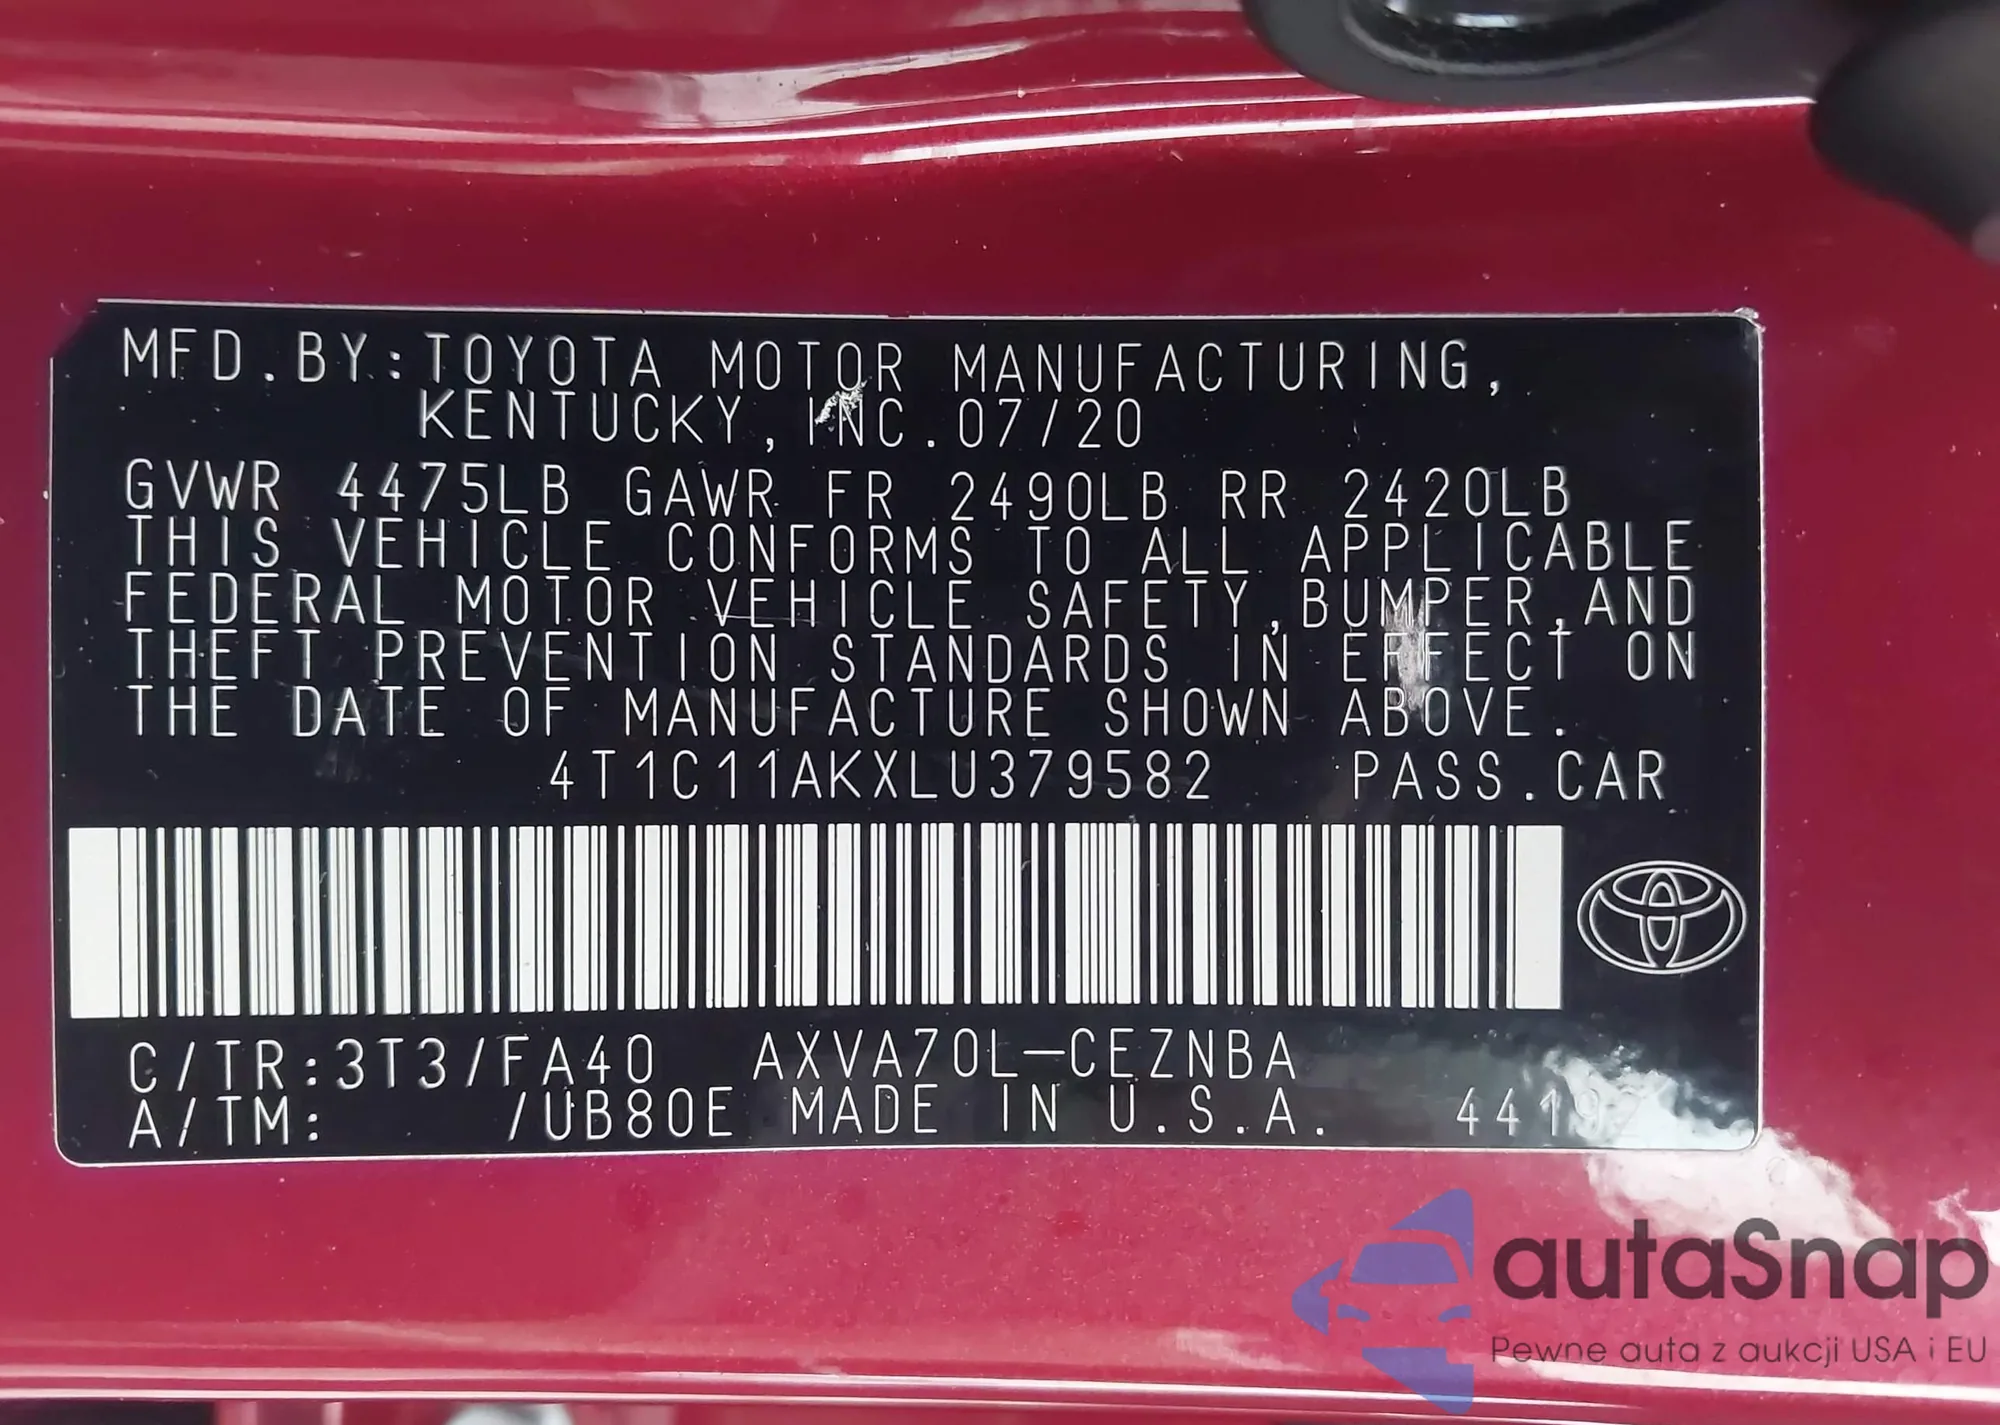 MFD.BY:TOYOTA MOTOR MANUFACTURING,
KENTUCKY, INC.07/20
GVWR 4475LB GAWR FR 2490LB RR 2420LB
THIS VEHICLE CONFORMS TO ALL APPLICABLE
FEDERAL MOTOR VEHICLE SAFETY,BUMPER,AND
THEFT PREVENTION STANDARDS IN EFFECT ON
THE DATE OF MANUFACTURE SHOWN ABOVE.
4T1C11AKXLU379582 PASS.CAR
C/TR:3T3/FA40 AXVA70L-CEZNBA
A/TM: /UB80E MADE IN U.S.A.
autaSnap
Pewne auta z aukcji USA i EU